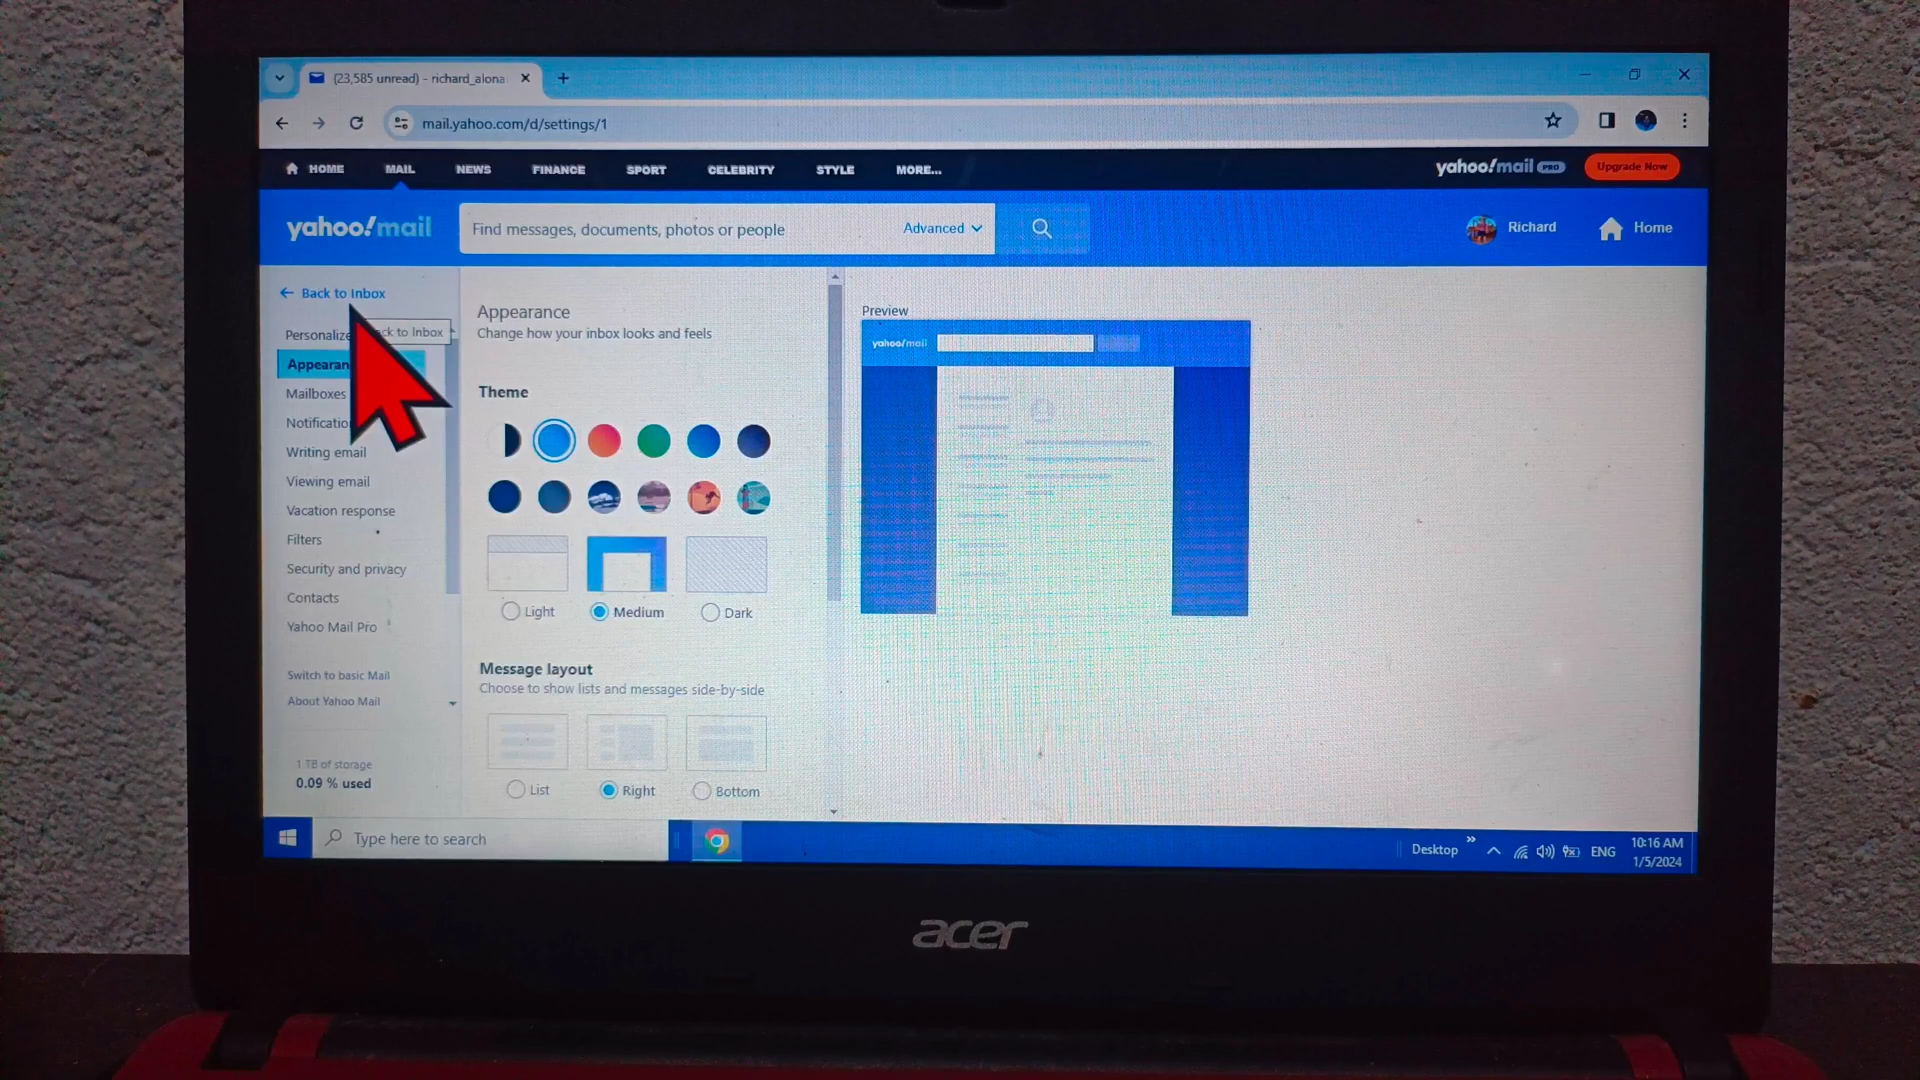 (23,585 unread) - richard_alona
mail.yahoo.com/d/settings/1
HOME MAIL NEWS FINANCE SPORT CELEBRITY STYLE MORE...
yahoo!mail PRO Upgrade Now
yahoo!mail
Find messages, documents, photos or people Advanced
Richard Home
Back to Inbox
Back to Inbox
Personalize
Appearan
Mailboxes
Notificatio
Writing email
Viewing email
Vacation response
Filters
Security and privacy
Contacts
Yahoo Mail Pro
Switch to basic Mail
About Yahoo Mail
1 TB of storage
0.09 % used
Appearance
Change how your inbox looks and feels
Theme
Light Medium Dark
Message layout
Choose to show lists and messages side-by-side
List Right Bottom
Preview
yahoo!mail
Type here to search
Desktop ENG 10:16 AM
1/5/2024
acer